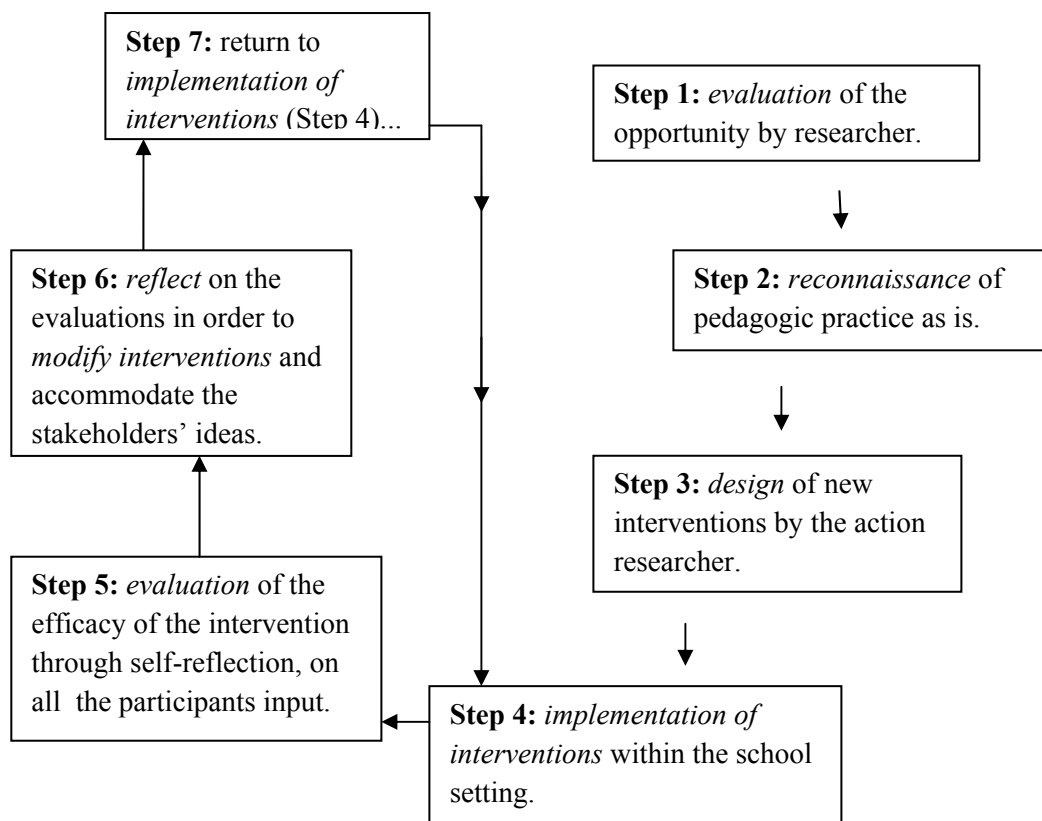 Step 7: return to
implementation of
interventions (Step 4)...
Step 1: evaluation of the
opportunity by researcher.
Step 6: reflect on the
evaluations in order to
modify interventions and
accommodate the
stakeholders’ ideas.
Step 2: reconnaissance of
pedagogic practice as is.
Step 3: design of new
interventions by the action
researcher.
Step 5: evaluation of the
efficacy of the intervention
through self-reflection, on
all  the participants input.
Step 4: implementation of
interventions within the school
setting.